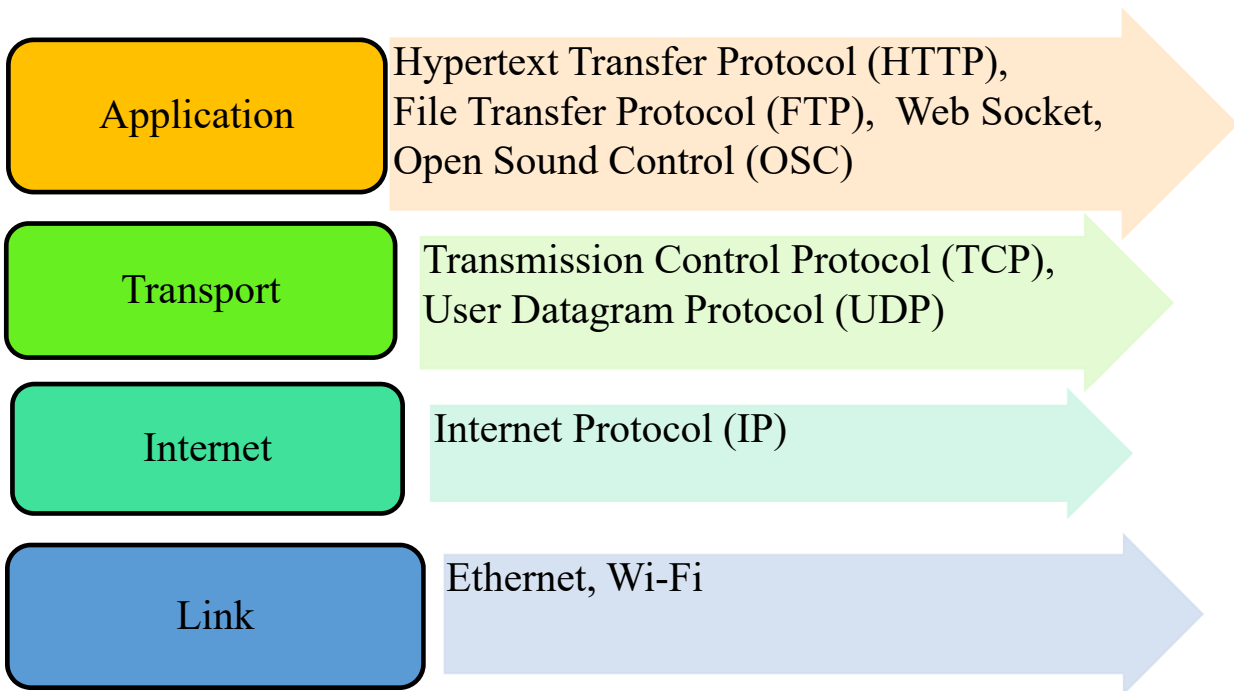 Application
Hypertext Transfer Protocol (HTTP),
File Transfer Protocol (FTP), Web Socket,
Open Sound Control (OSC)
Transport
Transmission Control Protocol (TCP),
User Datagram Protocol (UDP)
Internet
Internet Protocol (IP)
Link
Ethernet, Wi-Fi